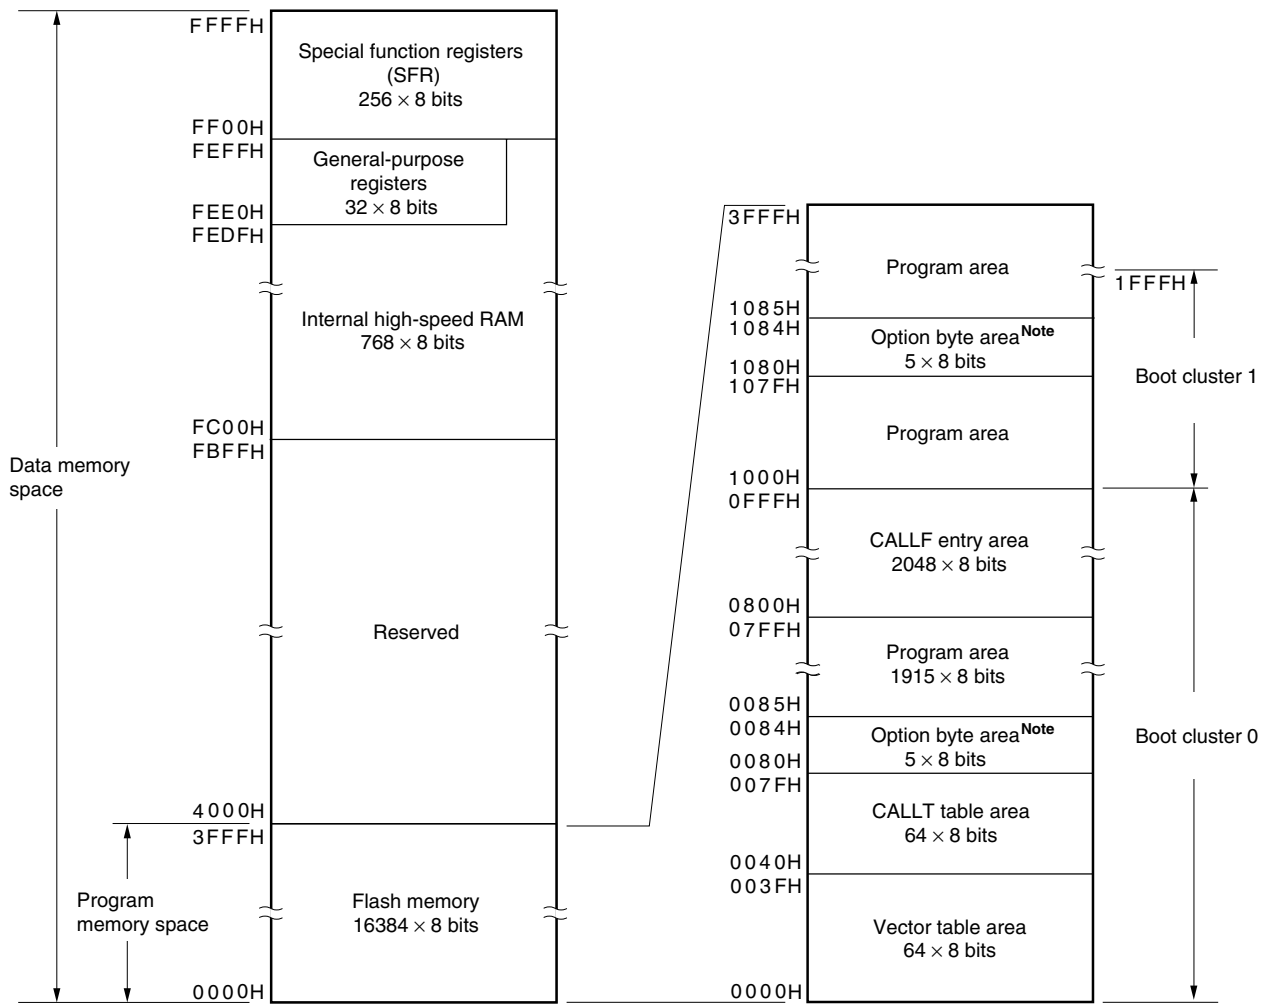 FFFFH
Special function registers
(SFR)
256 × 8 bits
FF00H
FEFFH
General-purpose
registers
32 × 8 bits
FEE0H
FEDFH
Internal high-speed RAM
768 × 8 bits
FC00H
FBFFH
Data memory
space
Reserved
4000H
3FFFH
Program
memory space
Flash memory
16384 × 8 bits
0000H
3FFFH
Program area
1FFFH
1085H
1084H
Option byte area Note
5 × 8 bits
1080H
107FH
Boot cluster 1
Program area
1000H
0FFFH
CALLF entry area
2048 × 8 bits
0800H
07FFH
Program area
1915 × 8 bits
0085H
0084H
Option byte area Note
5 × 8 bits
Boot cluster 0
0080H
007FH
CALLT table area
64 × 8 bits
0040H
003FH
Vector table area
64 × 8 bits
0000H